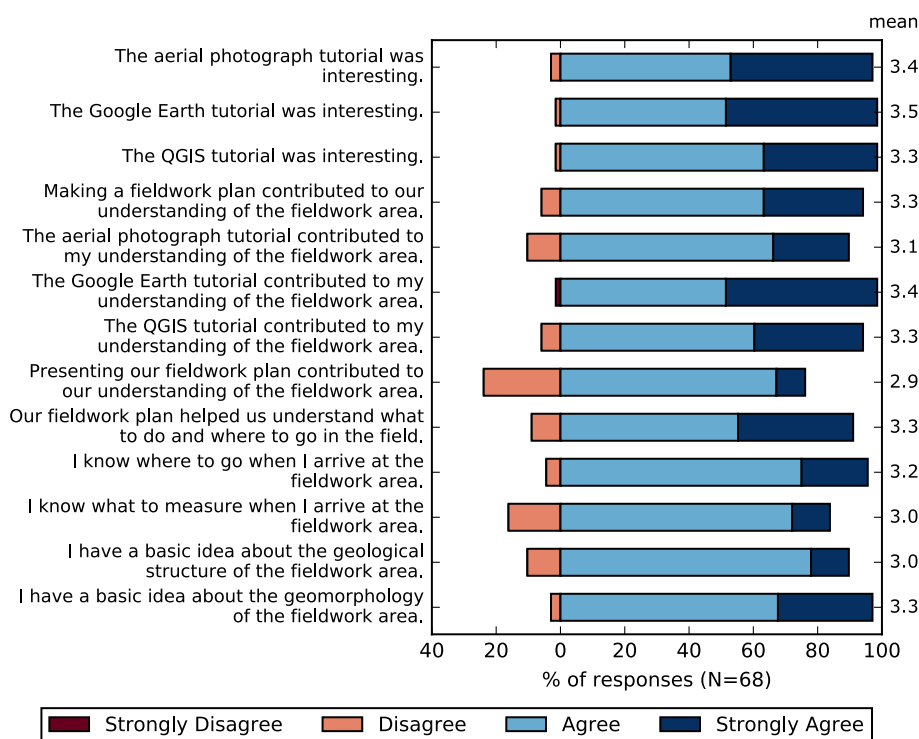 mean
The aerial photograph tutorial was
interesting.
3.4
The Google Earth tutorial was interesting.
3.5
The QGIS tutorial was interesting.
3.3
Making a fieldwork plan contributed to our
understanding of the fieldwork area.
3.3
The aerial photograph tutorial contributed to
my understanding of the fieldwork area.
3.1
The Google Earth tutorial contributed to my
understanding of the fieldwork area.
3.4
The QGIS tutorial contributed to my
understanding of the fieldwork area.
3.3
Presenting our fieldwork plan contributed to
our understanding of the fieldwork area.
2.9
Our fieldwork plan helped us understand what
to do and where to go in the field.
3.3
I know where to go when I arrive at the
fieldwork area.
3.2
I know what to measure when I arrive at the
fieldwork area.
3.0
I have a basic idea about the geological
structure of the fieldwork area.
3.0
I have a basic idea about the geomorphology
of the fieldwork area.
3.3
40 20 0 20 40 60 80 100
% of responses (N=68)
Strongly Disagree Disagree Agree Strongly Agree